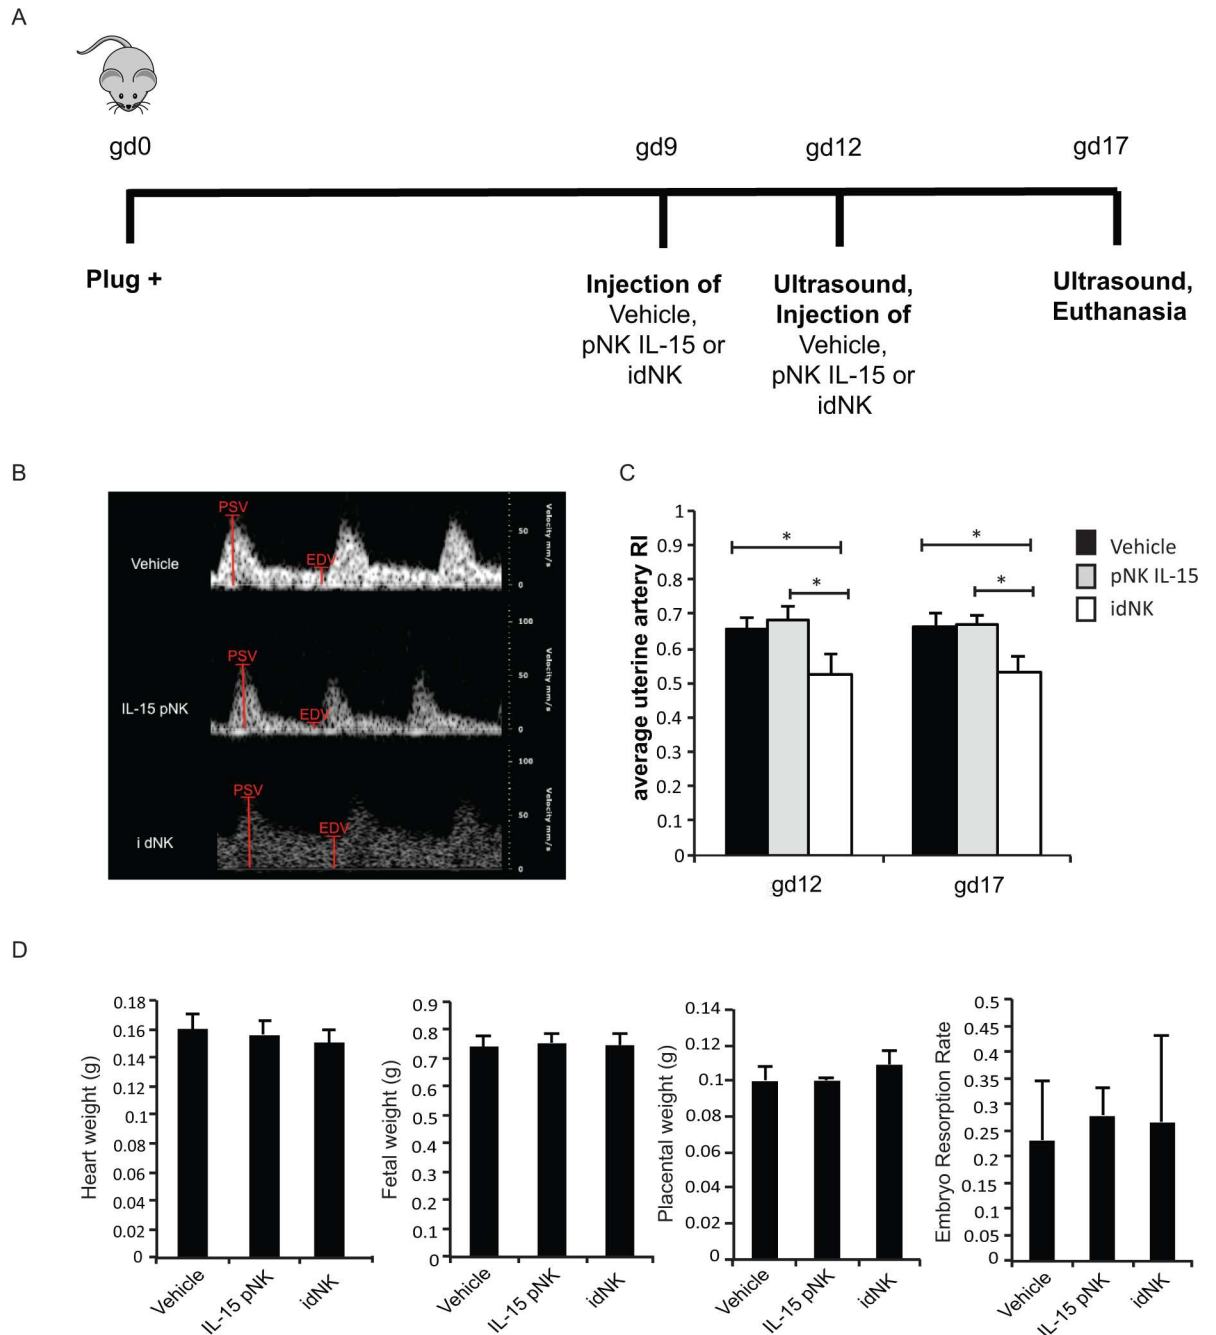 A
gd0
gd9
gd12
gd17
Plug +
Injection of
Vehicle,
pNK IL-15 or
idNK
Ultrasound,
Injection of
Vehicle,
pNK IL-15 or
idNK
Ultrasound,
Euthanasia
B
Vehicle
PSV
EDV
50
0
Velocity mm/s
IL-15 pNK
PSV
EDV
100
50
0
Velocity mm/s
i dNK
PSV
EDV
100
50
0
Velocity mm/s
C
average uterine artery RI
1
0.9
0.8
0.7
0.6
0.5
0.4
0.3
0.2
0.1
0
*
*
*
*
gd12
gd17
Vehicle
pNK IL-15
idNK
D
Heart weight (g)
0.18
0.16
0.14
0.12
0.1
0.08
0.06
0.04
0.02
0
Vehicle
IL-15 pNK
idNK
Fetal weight (g)
0.9
0.8
0.7
0.6
0.5
0.4
0.3
0.2
0.1
0
Vehicle
IL-15 pNK
idNK
Placental weight (g)
0.14
0.12
0.1
0.08
0.06
0.04
0.02
0
Vehicle
IL-15 pNK
idNK
Embryo Resorption Rate
0.5
0.45
0.4
0.35
0.3
0.25
0.2
0.15
0.1
0.05
0
Vehicle
IL-15 pNK
idNK